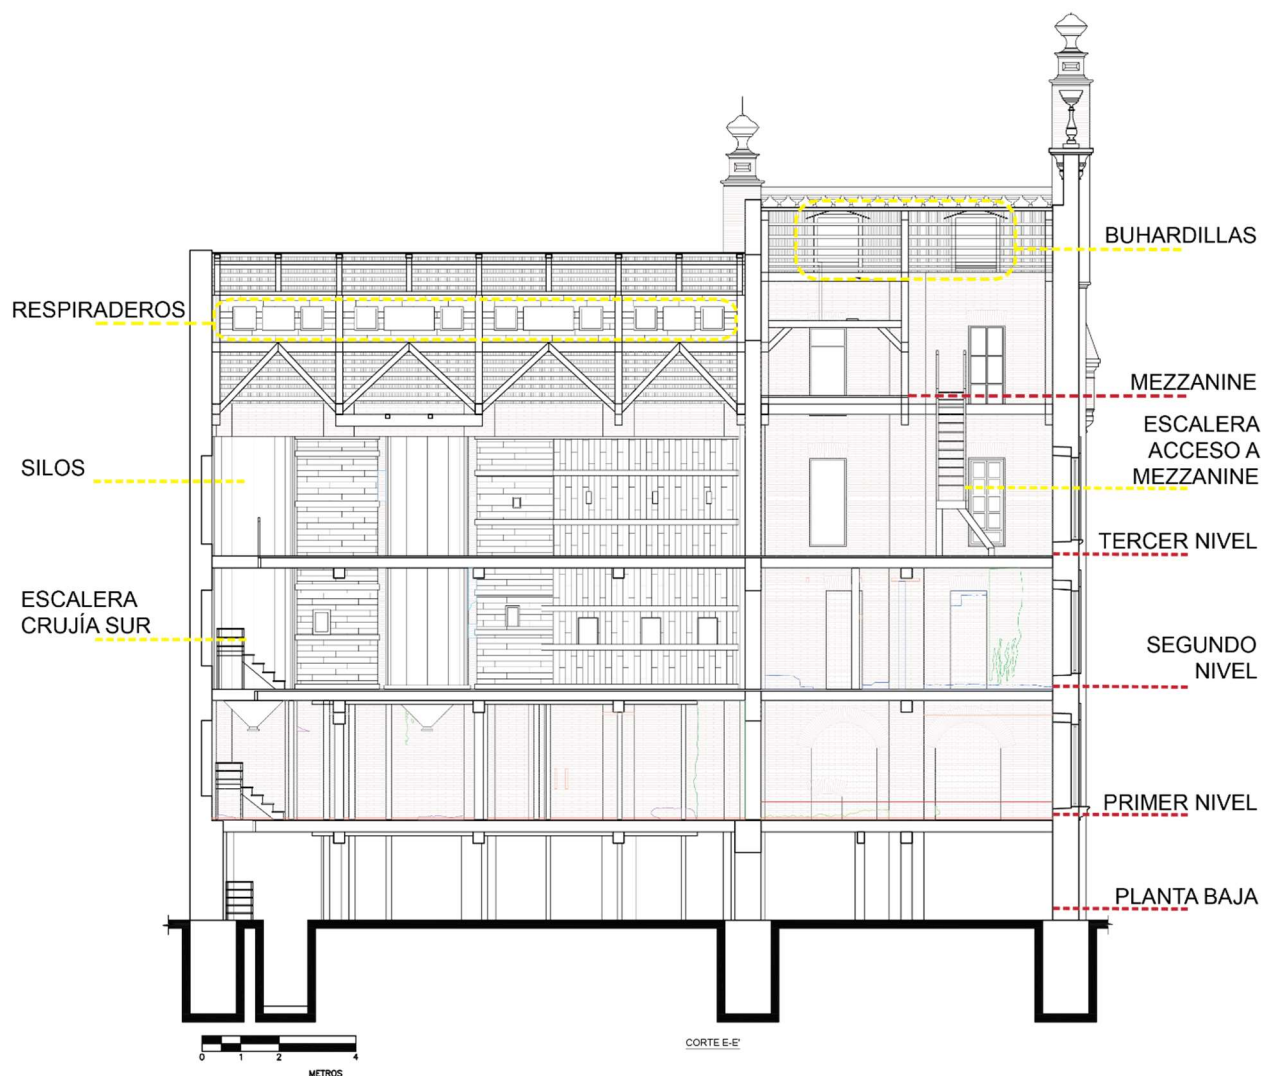 BUHARDILLAS
RESPIRADEROS
MEZZANINE
ESCALERA
ACCESO A
MEZZANINE
SILOS
TERCER NIVEL
ESCALERA
CRUJÍA SUR
SEGUNDO
NIVEL
PRIMER NIVEL
PLANTA BAJA
CORTE E-E'
0 1 2 4
METROS